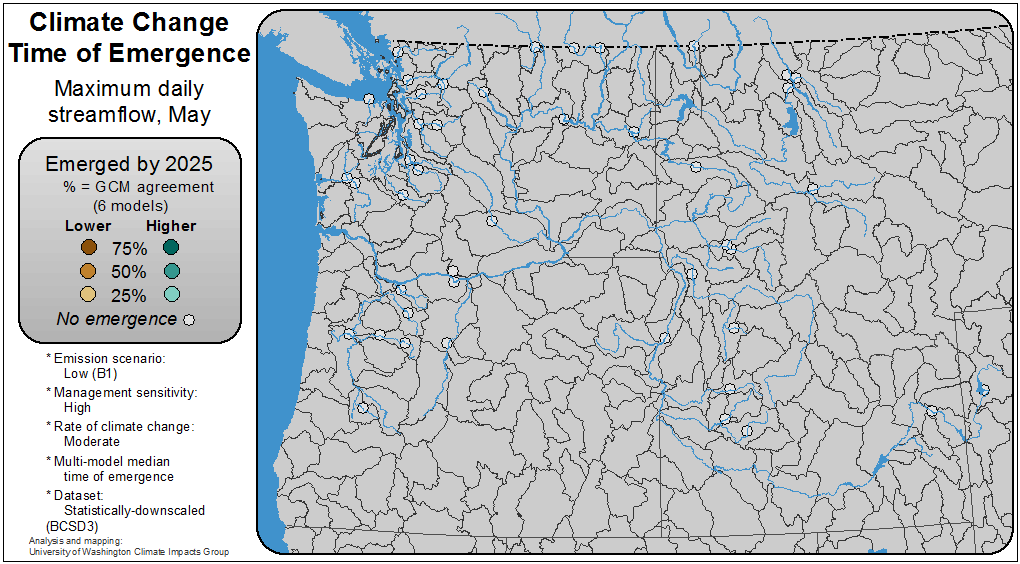 Climate Change
Time of Emergence
Maximum daily
streamflow, May
Emerged by 2025
% = GCM agreement
(6 models)
Lower Higher
75%
50%
25%
No emergence
* Emission scenario:
Low (B1)
* Management sensitivity:
High
* Rate of climate change:
Moderate
* Multi-model median
time of emergence
* Dataset:
Statistically-downscaled
(BCSD3)
Analysis and mapping:
University of Washington Climate Impacts Group